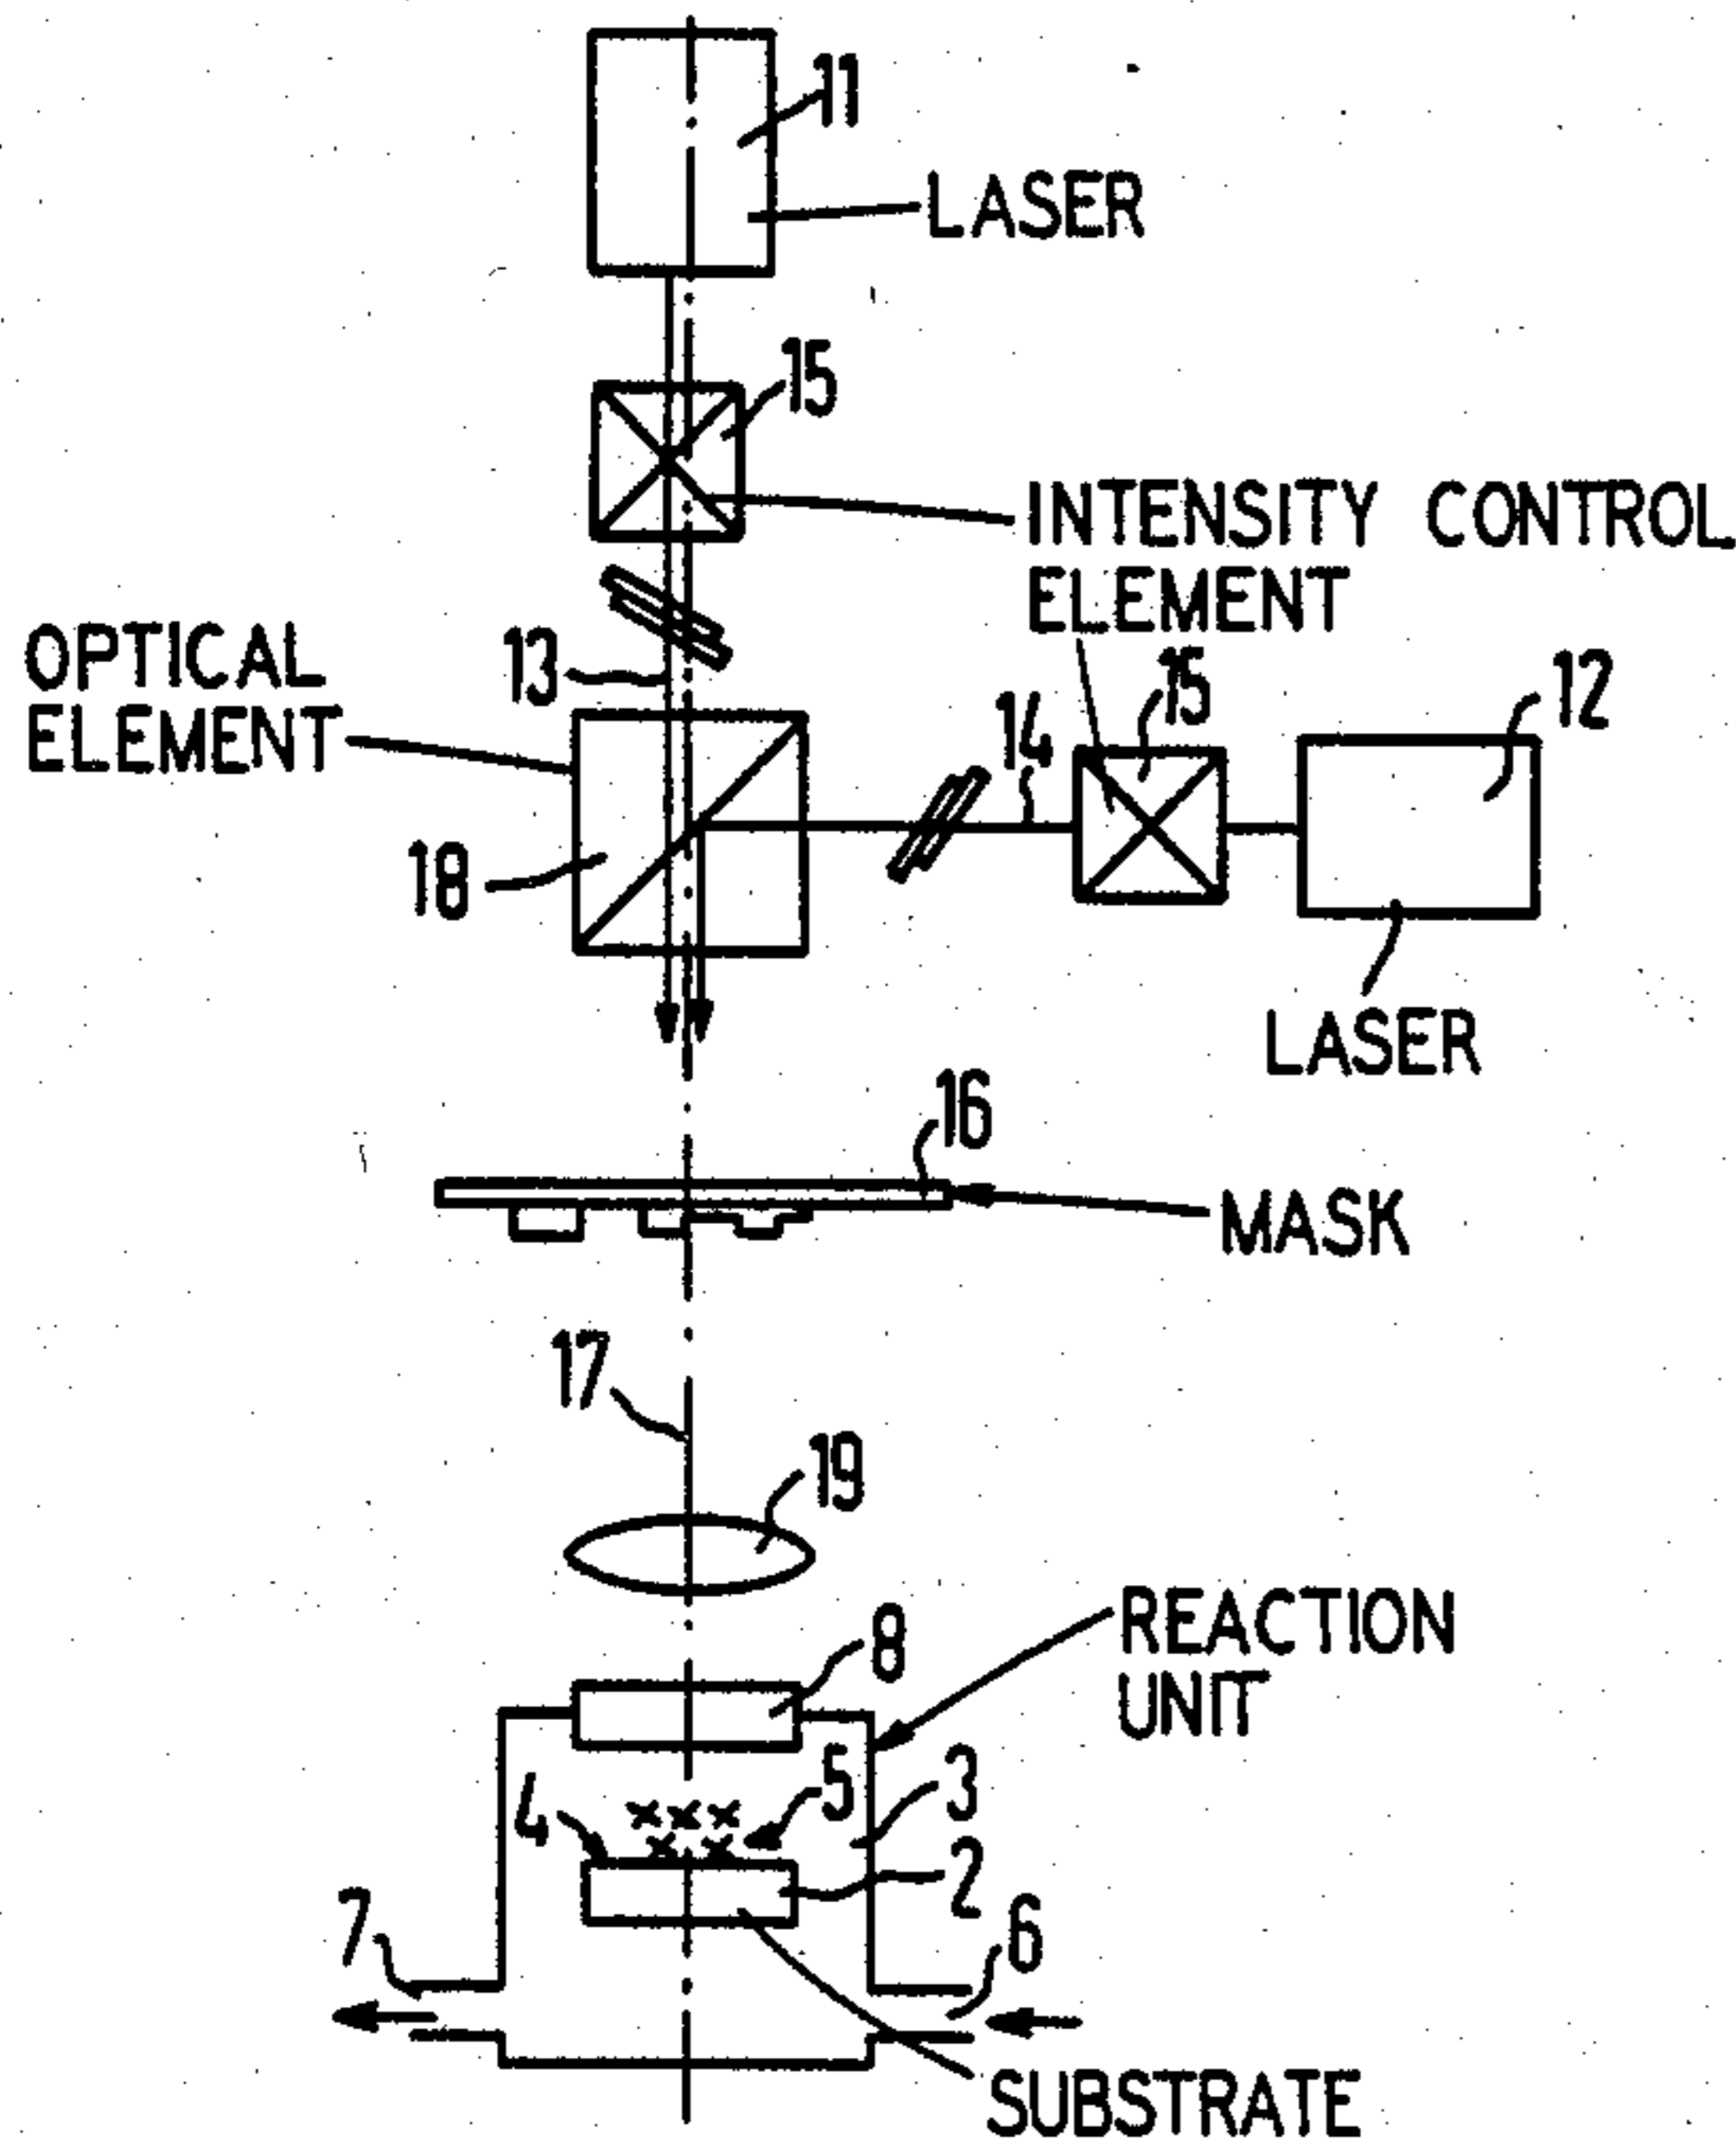 11
LASER
15
INTENSITY CONTROL
ELEMENT
OPTICAL
ELEMENT
13
14
15
12
18
LASER
16
MASK
17
19
8
REACTION
UNIT
4
5
3
2
7
6
SUBSTRATE